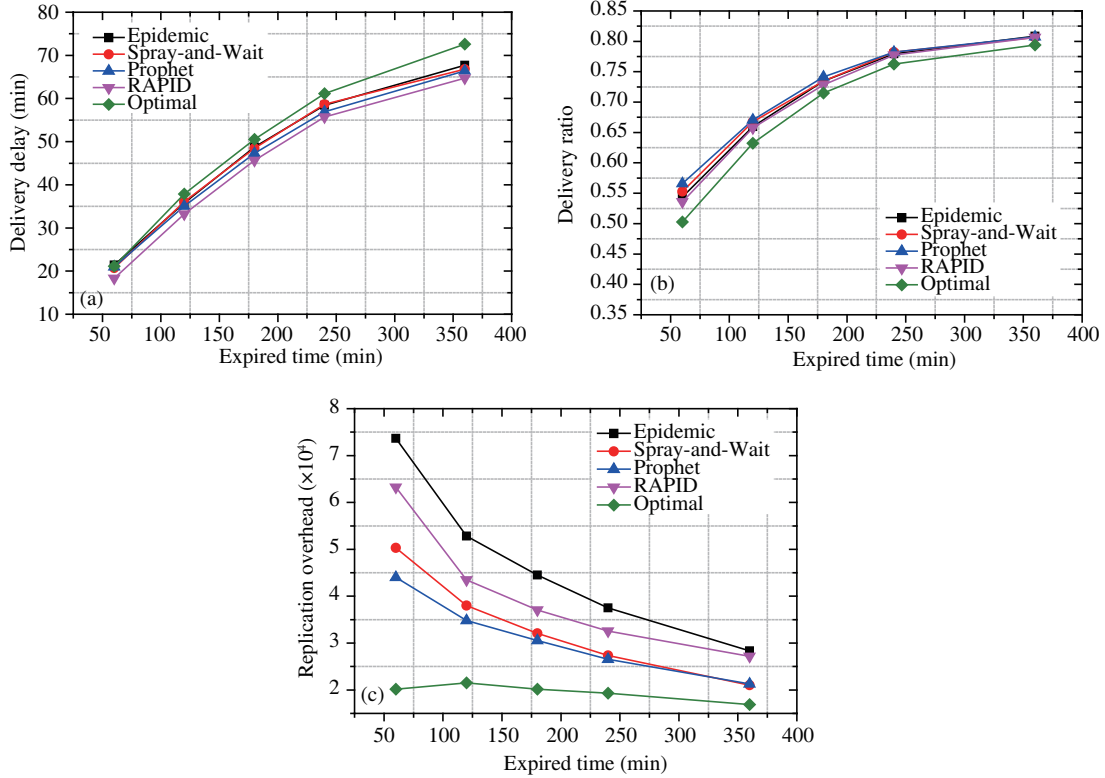 80
70
60
50
40
30
20
10
Delivery delay (min)
Epidemic
Spray-and-Wait
Prophet
RAPID
Optimal
(a)
50 100 150 200 250 300 350 400
Expired time (min)
0.80
0.75
0.70
0.65
0.60
0.55
0.50
0.45
0.40
0.35
Delivery ratio
Epidemic
Spray-and-Wait
Prophet
RAPID
Optimal
(b)
50 100 150 200 250 300 350 400
Expired time (min)
8
7
6
5
4
3
2
Replication overhead (×10⁴)
Epidemic
Spray-and-Wait
Prophet
RAPID
Optimal
(c)
50 100 150 200 250 300 350 400
Expired time (min)